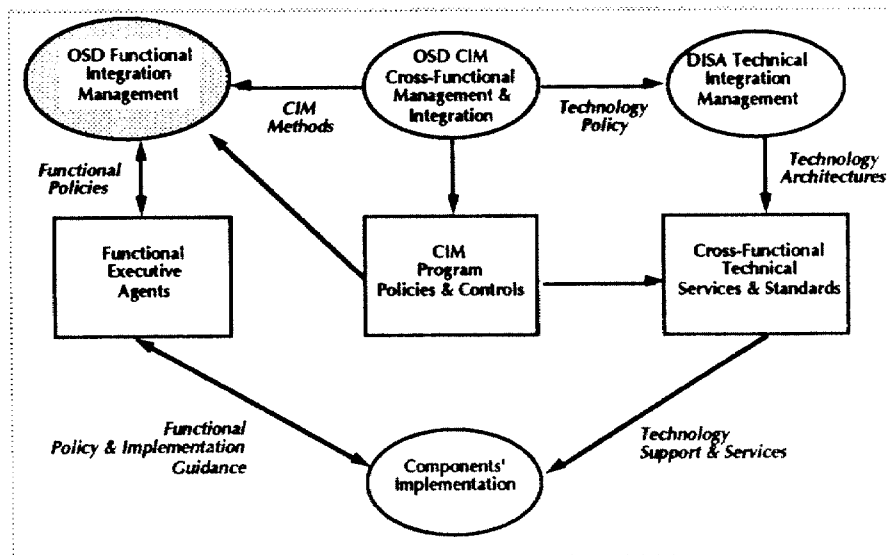 OSD Functional
Integration
Management
OSD CIM
Cross-Functional
Management &
Integration
DISA Technical
Integration
Management
CIM
Methods
Technology
Policy
Functional
Policies
Technology
Architectures
Functional
Executive
Agents
CIM
Program
Policies & Controls
Cross-Functional
Technical
Services & Standards
Functional
Policy & Implementation
Guidance
Technology
Support & Services
Components'
Implementation